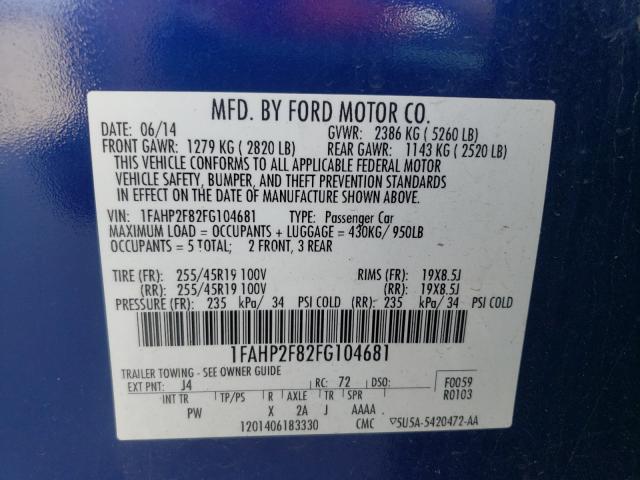 MFD. BY FORD MOTOR CO.
DATE: 06/14 GVWR: 2386 KG ( 5260 LB)
FRONT GAWR: 1279 KG ( 2820 LB) REAR GAWR: 1143 KG ( 2520 LB)
THIS VEHICLE CONFORMS TO ALL APPLICABLE FEDERAL MOTOR
VEHICLE SAFETY, BUMPER, AND THEFT PREVENTION STANDARDS
IN EFFECT ON THE DATE OF MANUFACTURE SHOWN ABOVE.
VIN: 1FAHP2F82FG104681 TYPE: Passenger Car
MAXIMUM LOAD = OCCUPANTS + LUGGAGE = 430KG/ 950LB
OCCUPANTS = 5 TOTAL; 2 FRONT, 3 REAR
TIRE (FR): 255/45R19 100V RIMS (FR): 19X8.5J
(RR): 255/45R19 100V (RR): 19X8.5J
PRESSURE (FR): 235 kPa/ 34 PSI COLD (RR): 235 kPa/ 34 PSI COLD
1FAHP2F82FG104681
TRAILER TOWING - SEE OWNER GUIDE
EXT PNT: J4 RC: 72 DSO: F0059
INT TR TP/PS R AXLE TR SPR R0103
PW X 2A J AAAA
1201406183330 CMC ▽5U5A-5420472-AA